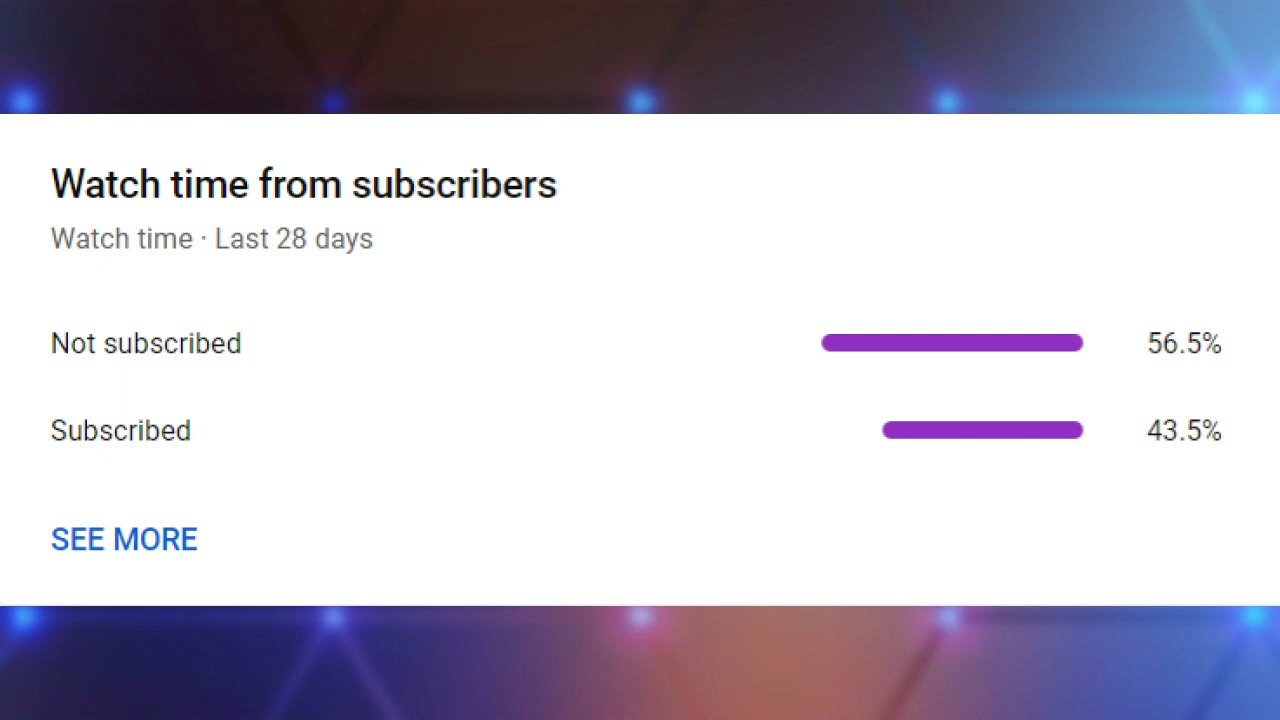 Watch time from subscribers
Watch time · Last 28 days
Not subscribed 56.5%
Subscribed 43.5%
SEE MORE